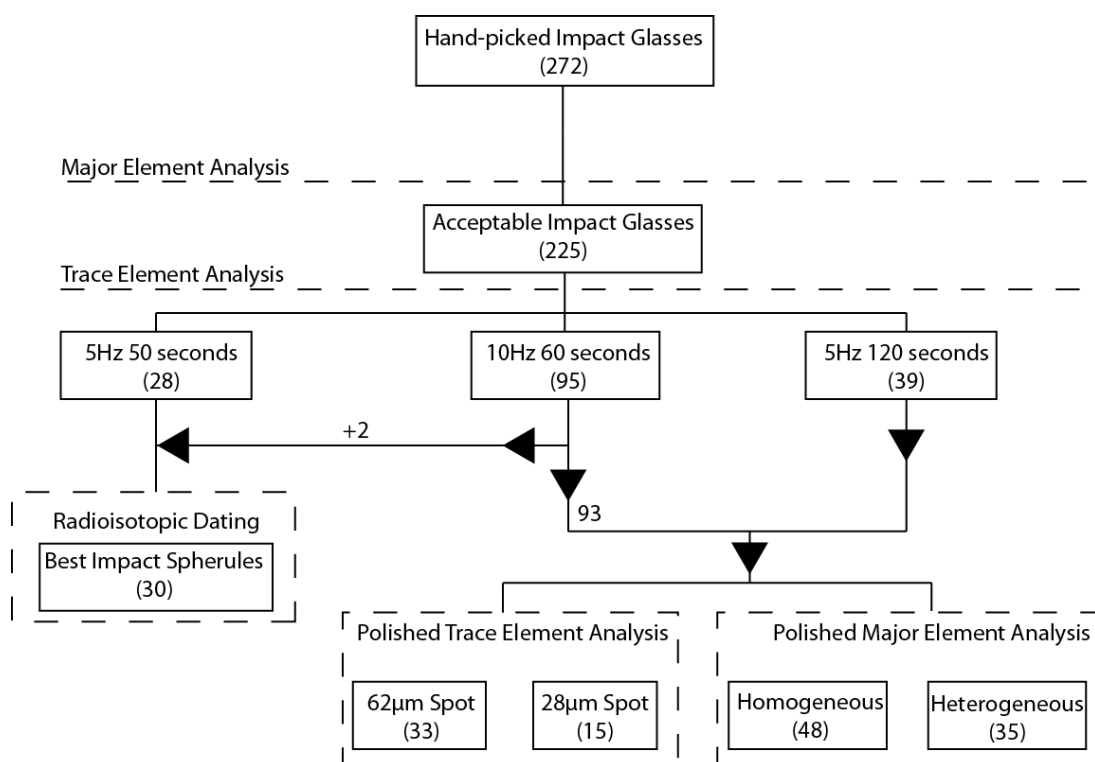 Hand-picked Impact Glasses
(272)
Major Element Analysis
Acceptable Impact Glasses
(225)
Trace Element Analysis
5Hz 50 seconds
(28)
10Hz 60 seconds
(95)
5Hz 120 seconds
(39)
+2
93
Radioisotopic Dating
Best Impact Spherules
(30)
Polished Trace Element Analysis
62μm Spot
(33)
28μm Spot
(15)
Polished Major Element Analysis
Homogeneous
(48)
Heterogeneous
(35)